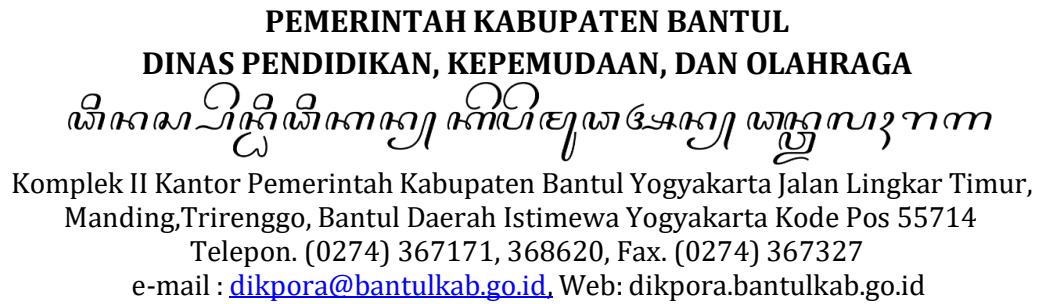 PEMERINTAH KABUPATEN BANTUL
DINAS PENDIDIKAN, KEPEMUDAAN, DAN OLAHRAGA
Komplek II Kantor Pemerintah Kabupaten Bantul Yogyakarta Jalan Lingkar Timur,
Manding,Trirenggo, Bantul Daerah Istimewa Yogyakarta Kode Pos 55714
Telepon. (0274) 367171, 368620, Fax. (0274) 367327
e-mail : dikpora@bantulkab.go.id, Web: dikpora.bantulkab.go.id